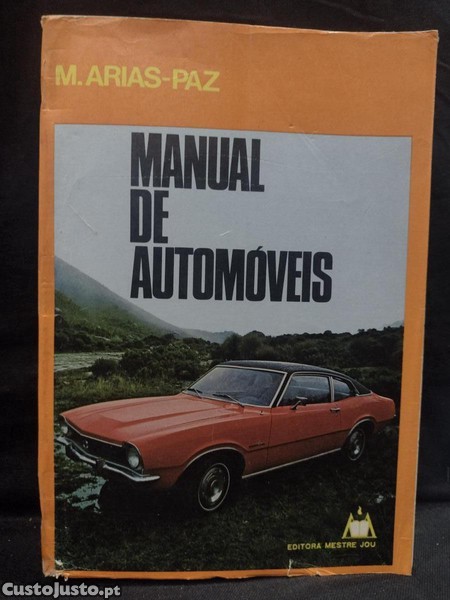 M. ARIAS-PAZ
MANUAL
DE
AUTOMÓVEIS
EDITORA MESTRE JOU
CustoJusto.pt